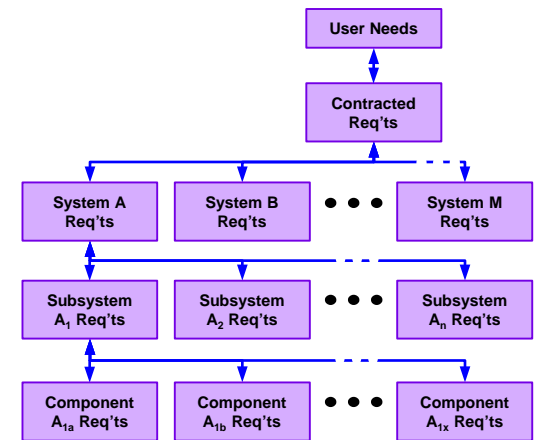 User Needs
Contracted
Req'ts
System A
Req'ts
System B
Req'ts
System M
Req'ts
Subsystem
A₁ Req'ts
Subsystem
A₂ Req'ts
Subsystem
Aₙ Req'ts
Component
A₁ₐ Req'ts
Component
A1b Req'ts
Component
A₁ₓ Req'ts